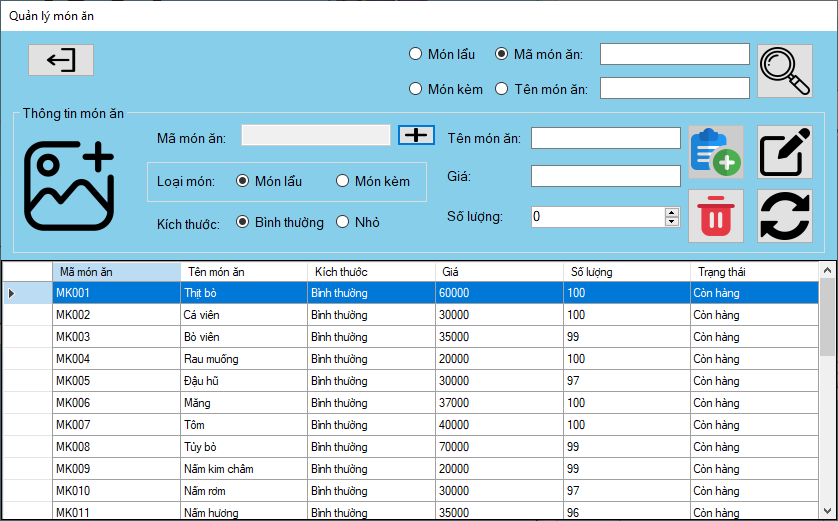 Quản lý món ăn
Món lẩu Mã món ăn:
Món kèm Tên món ăn:
Thông tin món ăn
Mã món ăn: Tên món ăn:
Loại món: Món lẩu Món kèm Giá:
Kích thước: Bình thường Nhỏ Số lượng: 0
Mã món ăn Tên món ăn Kích thước Giá Số lượng Trạng thái
MK001 Thịt bò Bình thường 60000 100 Còn hàng
MK002 Cá viên Bình thường 30000 100 Còn hàng
MK003 Bò viên Bình thường 35000 99 Còn hàng
MK004 Rau muống Bình thường 20000 100 Còn hàng
MK005 Đậu hũ Bình thường 30000 97 Còn hàng
MK006 Măng Bình thường 37000 100 Còn hàng
MK007 Tôm Bình thường 40000 100 Còn hàng
MK008 Tủy bò Bình thường 70000 99 Còn hàng
MK009 Nấm kim châm Bình thường 20000 99 Còn hàng
MK010 Nấm rơm Bình thường 30000 97 Còn hàng
MK011 Nấm hương Bình thường 35000 96 Còn hàng